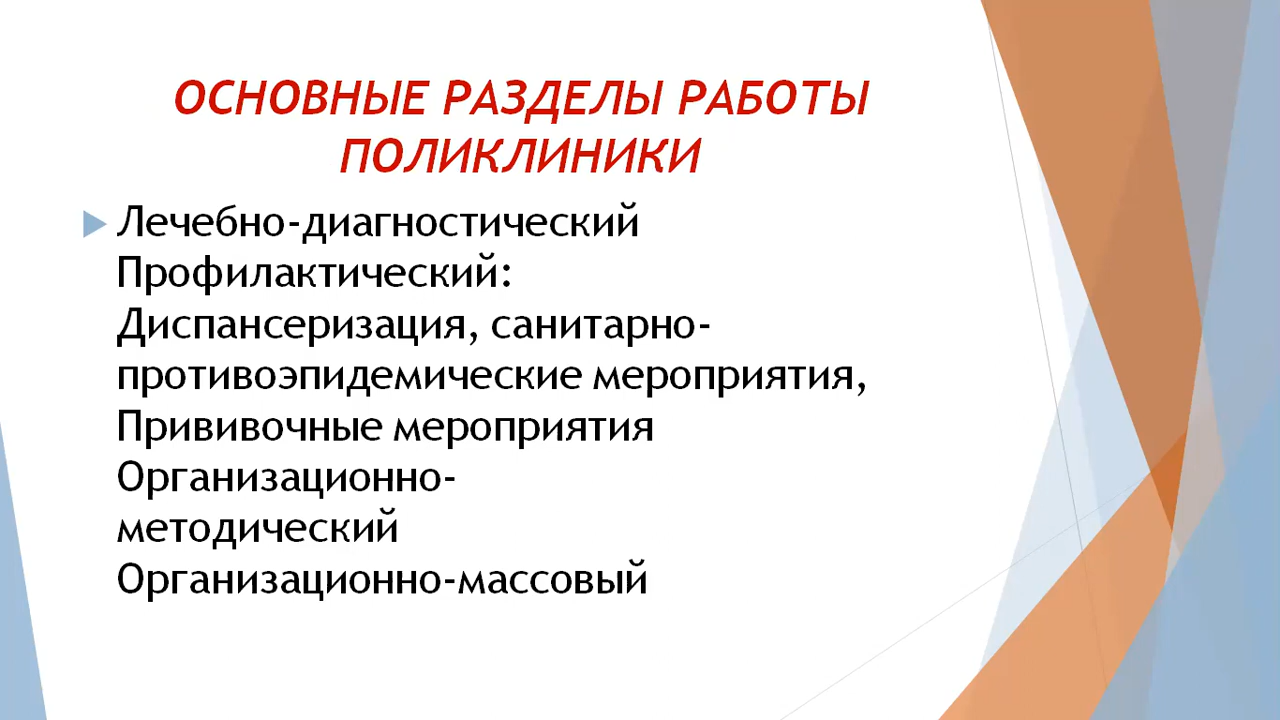 ОСНОВНЫЕ РАЗДЕЛЫ РАБОТЫ
ПОЛИКЛИНИКИ
Лечебно-диагностический
Профилактический:
Диспансеризация, санитарно-
противоэпидемические мероприятия,
Прививочные мероприятия
Организационно-
методический
Организационно-массовый